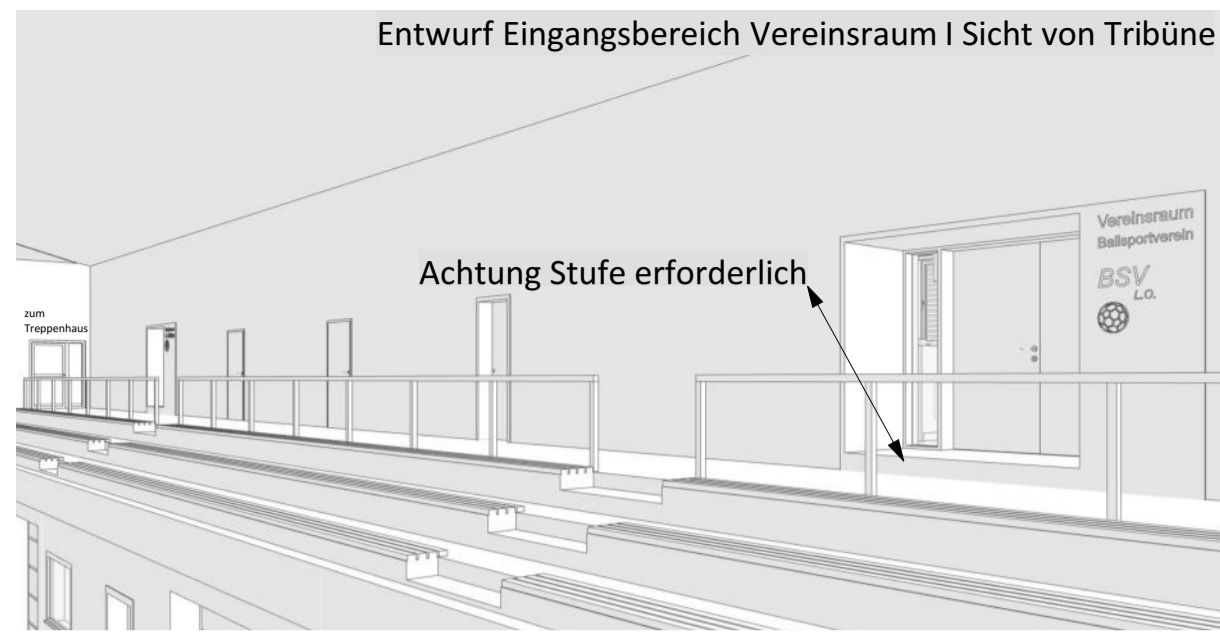 Entwurf Eingangsbereich Vereinsraum I Sicht von Tribüne
Vereinsraum
Ballsportverein
BSV
L.O.
Achtung Stufe erforderlich
zum
Treppenhaus